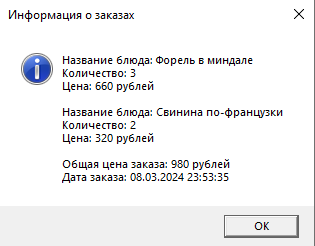 Информация о заказах
Название блюда: Форель в миндале
Количество: 3
Цена: 660 рублей
Название блюда: Свинина по-французки
Количество: 2
Цена: 320 рублей
Общая цена заказа: 980 рублей
Дата заказа: 08.03.2024 23:53:35
ОК